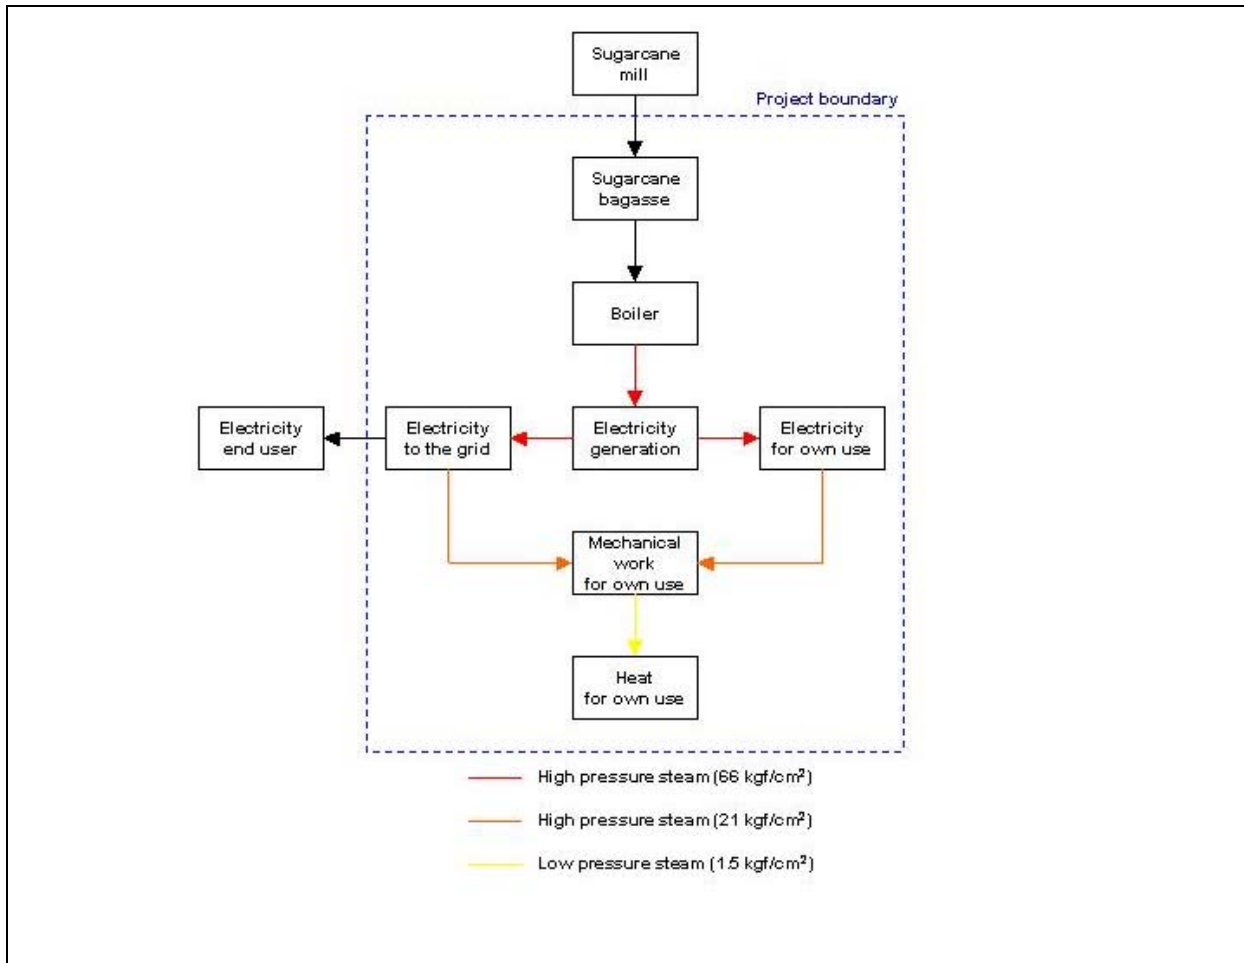 Sugarcane
mill
Project boundary
Sugarcane
bagasse
Boiler
Electricity
end user
Electricity
to the grid
Electricity
generation
Electricity
for own use
Mechanical
work
for own use
Heat
for own use
High pressure steam (66 kgf/cm²)
High pressure steam (21 kgf/cm²)
Low pressure steam (1.5 kgf/cm²)